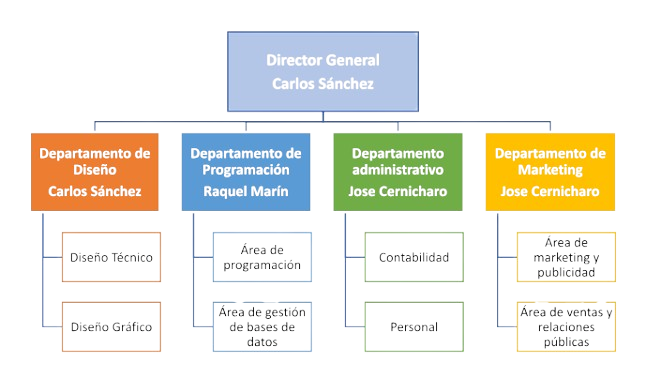 Director General
Carlos Sánchez
Departamento de
Diseño
Carlos Sánchez
Departamento de
Programación
Raquel Marín
Departamento
administrativo
Jose Cernicharo
Departamento de
Marketing
Jose Cernicharo
Diseño Técnico
Área de
programación
Contabilidad
Área de
marketing y
publicidad
Diseño Gráfico
Área de gestión
de bases de
datos
Personal
Área de ventas y
relaciones
públicas